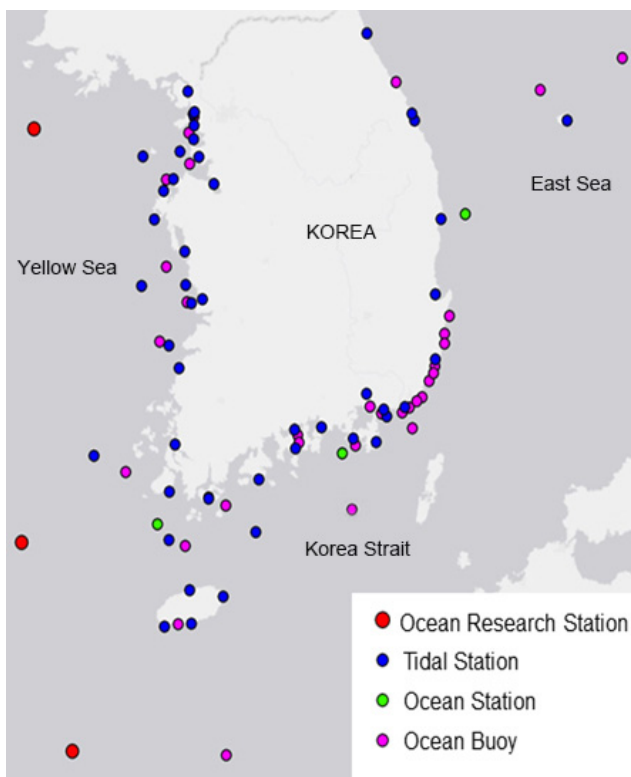 East Sea
KOREA
Yellow Sea
Korea Strait
Ocean Research Station
Tidal Station
Ocean Station
Ocean Buoy